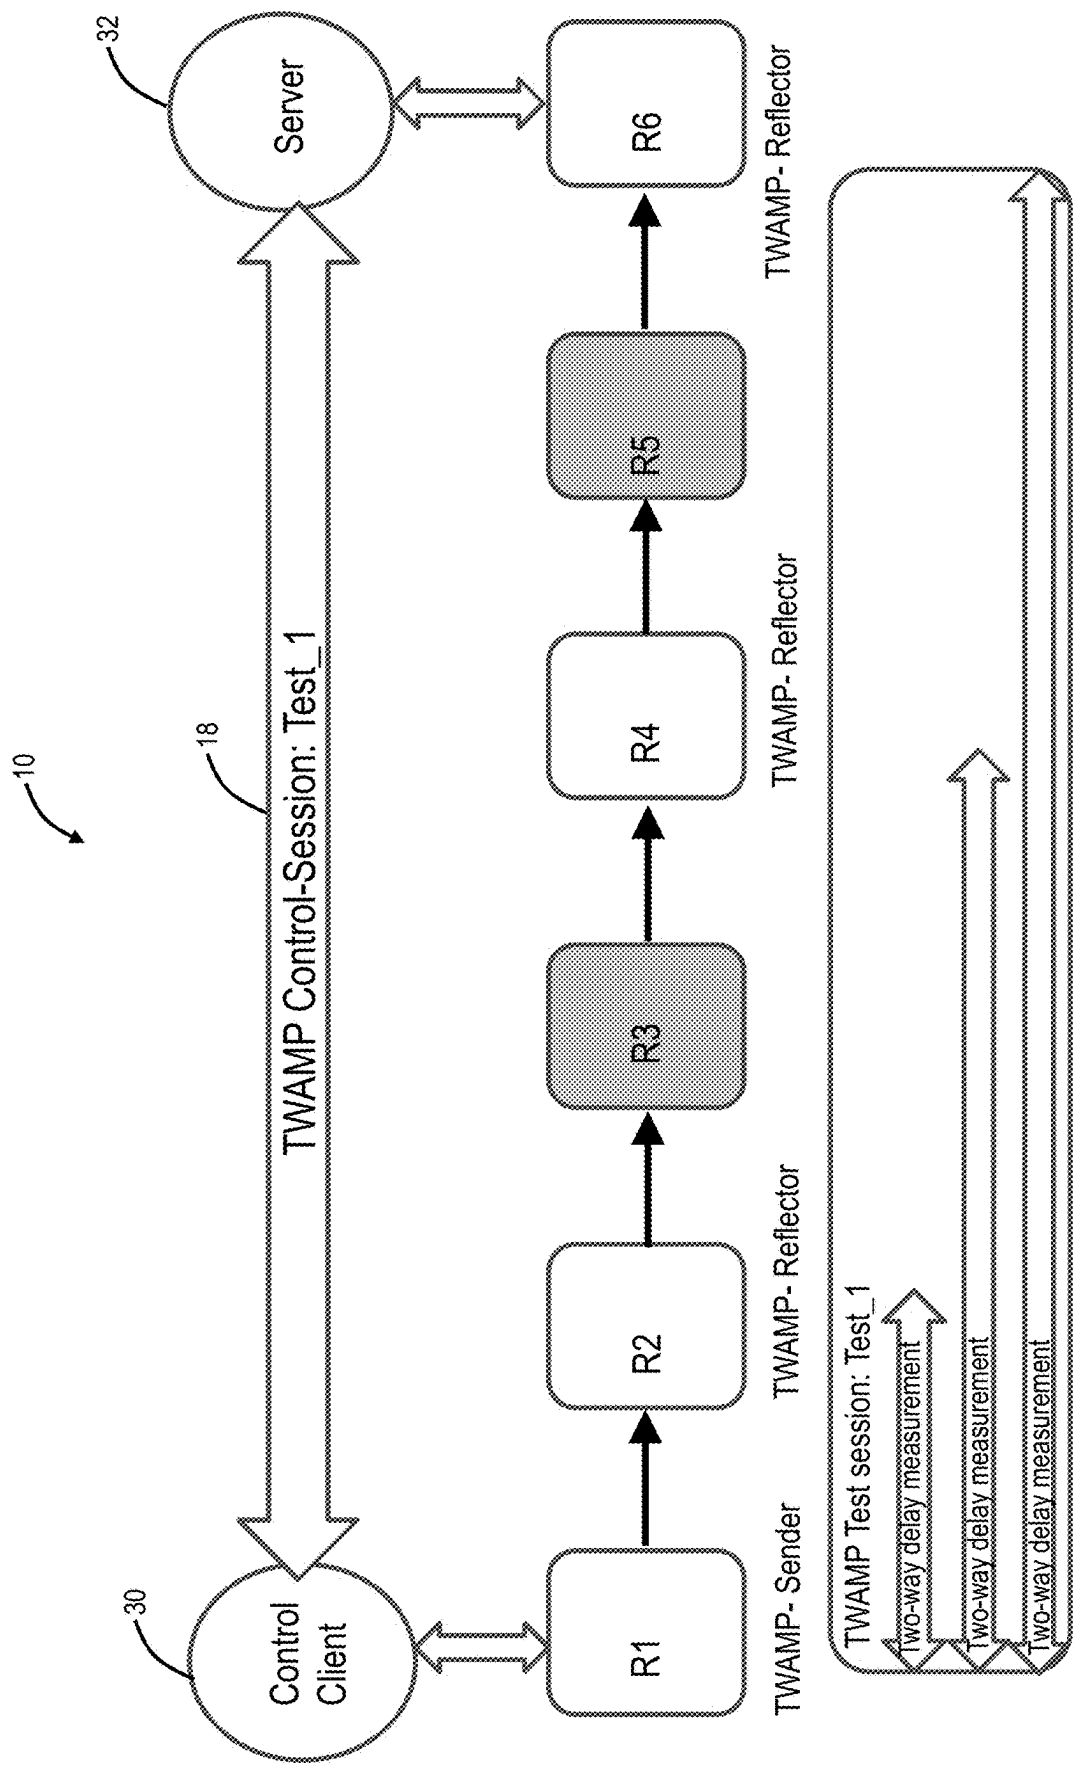 10
30
18
32
Control
Client
TWAMP Control-Session: Test_1
Server
R1
R2
R3
R4
R5
R6
TWAMP- Sender
TWAMP- Reflector
TWAMP- Reflector
TWAMP- Reflector
TWAMP Test session: Test_1
Two-way delay measurement
Two-way delay measurement
Two-way delay measurement